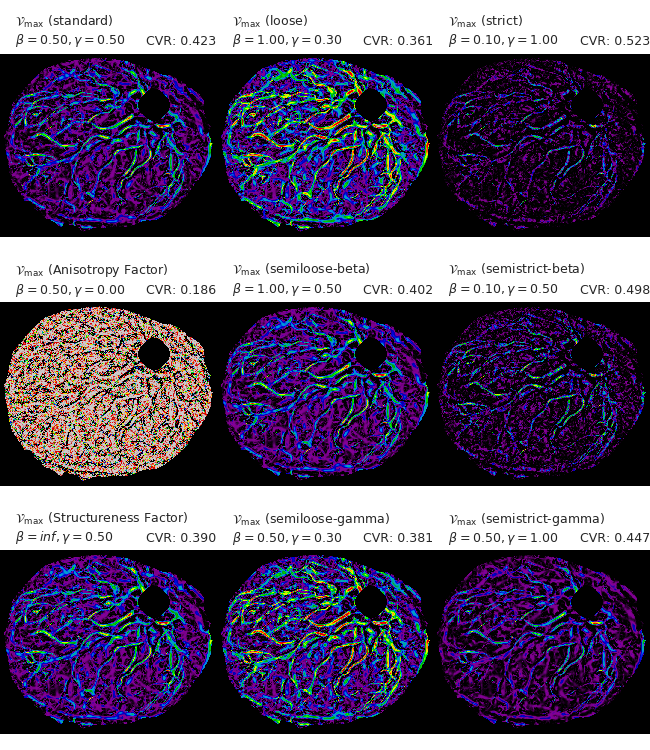 𝒱max (standard)
β = 0.50, γ = 0.50 CVR: 0.423
𝒱max (loose)
β = 1.00, γ = 0.30 CVR: 0.361
𝒱max (strict)
β = 0.10, γ = 1.00 CVR: 0.523
𝒱max (Anisotropy Factor)
β = 0.50, γ = 0.00 CVR: 0.186
𝒱max (semiloose-beta)
β = 1.00, γ = 0.50 CVR: 0.402
𝒱max (semistrict-beta)
β = 0.10, γ = 0.50 CVR: 0.498
𝒱max (Structureness Factor)
β = inf, γ = 0.50 CVR: 0.390
𝒱max (semiloose-gamma)
β = 0.50, γ = 0.30 CVR: 0.381
𝒱max (semistrict-gamma)
β = 0.50, γ = 1.00 CVR: 0.447